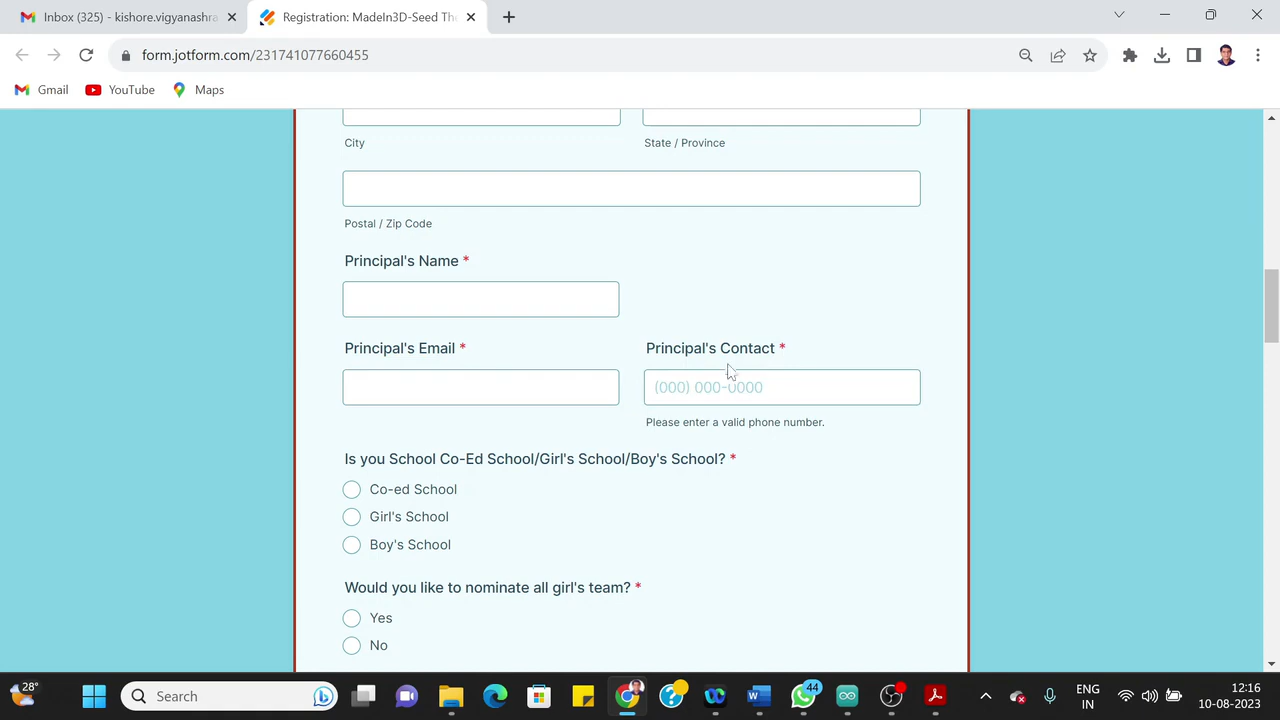 Inbox (325) - kishore.vigyanashra
Registration: MadeIn3D-Seed The
form.jotform.com/231741077660455
Gmail
YouTube
Maps
City
State / Province
Postal / Zip Code
Principal's Name *
Principal's Email *
Principal's Contact *
(000) 000-0000
Please enter a valid phone number.
Is you School Co-Ed School/Girl's School/Boy's School? *
Co-ed School
Girl's School
Boy's School
Would you like to nominate all girl's team? *
Yes
No
28°
Search
44
ENG
IN
12:16
10-08-2023